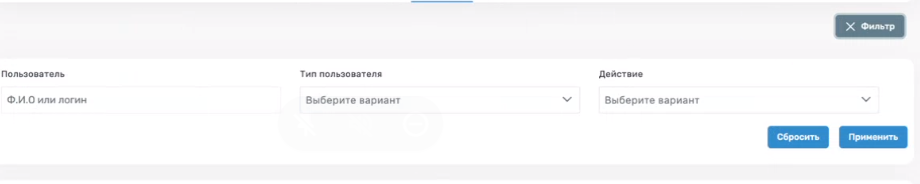 Фильтр
Пользователь Тип пользователя Действие
Ф.И.О или логин Выберите вариант Выберите вариант
Сбросить Применить